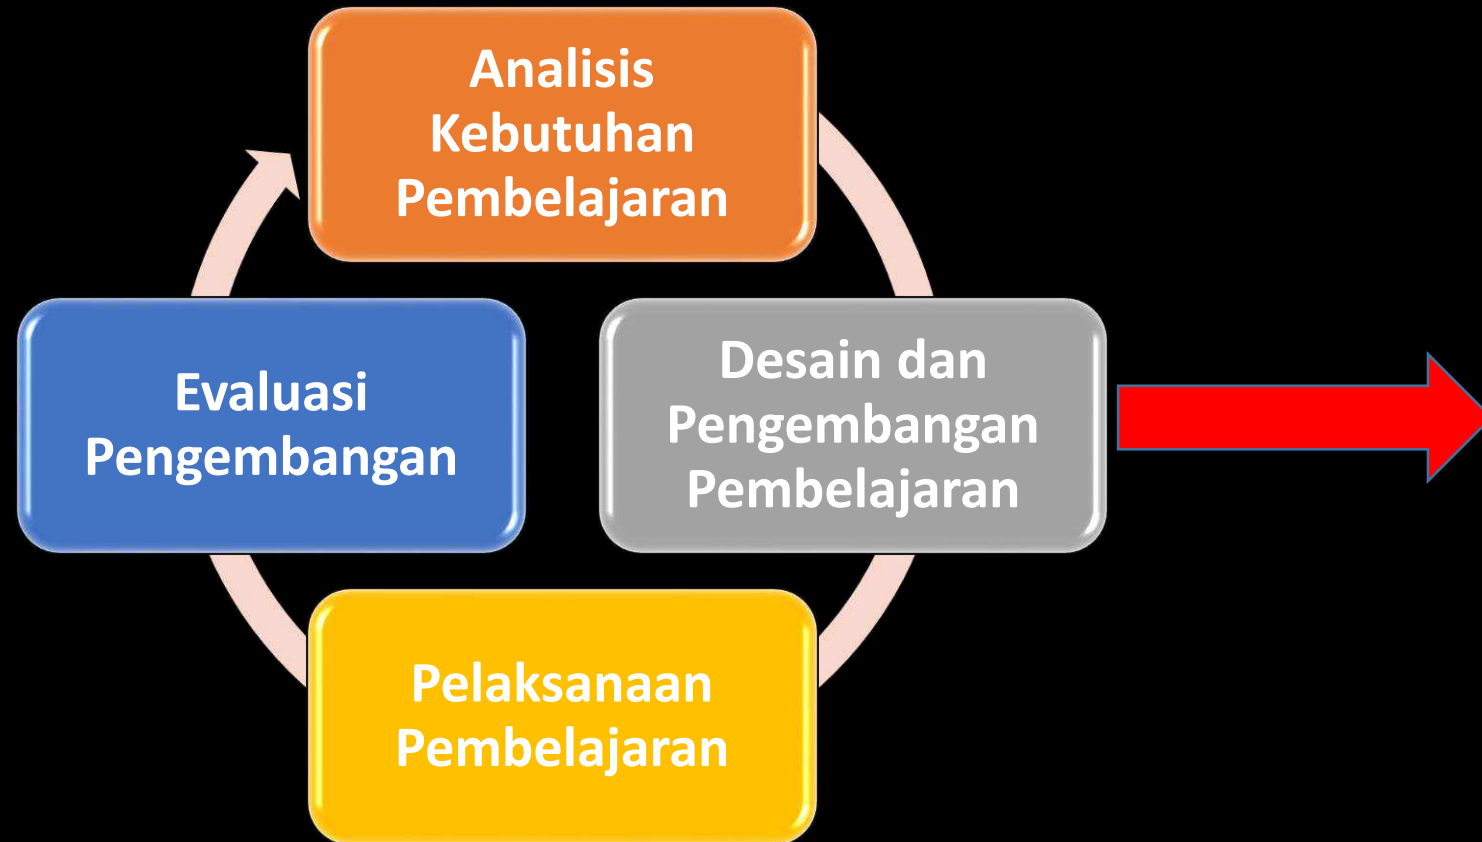 Analisis
Kebutuhan
Pembelajaran
Desain dan
Pengembangan
Pembelajaran
Pelaksanaan
Pembelajaran
Evaluasi
Pengembangan